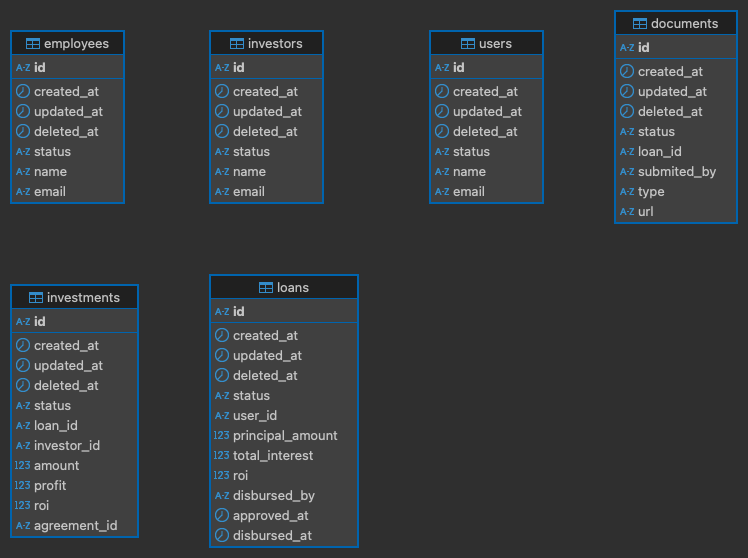 employees
A-Z id
created_at
updated_at
deleted_at
A-Z status
A-Z name
A-Z email
investors
A-Z id
created_at
updated_at
deleted_at
A-Z status
A-Z name
A-Z email
users
A-Z id
created_at
updated_at
deleted_at
A-Z status
A-Z name
A-Z email
documents
A-Z id
created_at
updated_at
deleted_at
A-Z status
A-Z loan_id
A-Z submited_by
A-Z type
A-Z url
investments
A-Z id
created_at
updated_at
deleted_at
A-Z status
A-Z loan_id
A-Z investor_id
123 amount
123 profit
123 roi
A-Z agreement_id
loans
A-Z id
created_at
updated_at
deleted_at
A-Z status
A-Z user_id
123 principal_amount
123 total_interest
123 roi
A-Z disbursed_by
approved_at
disbursed_at